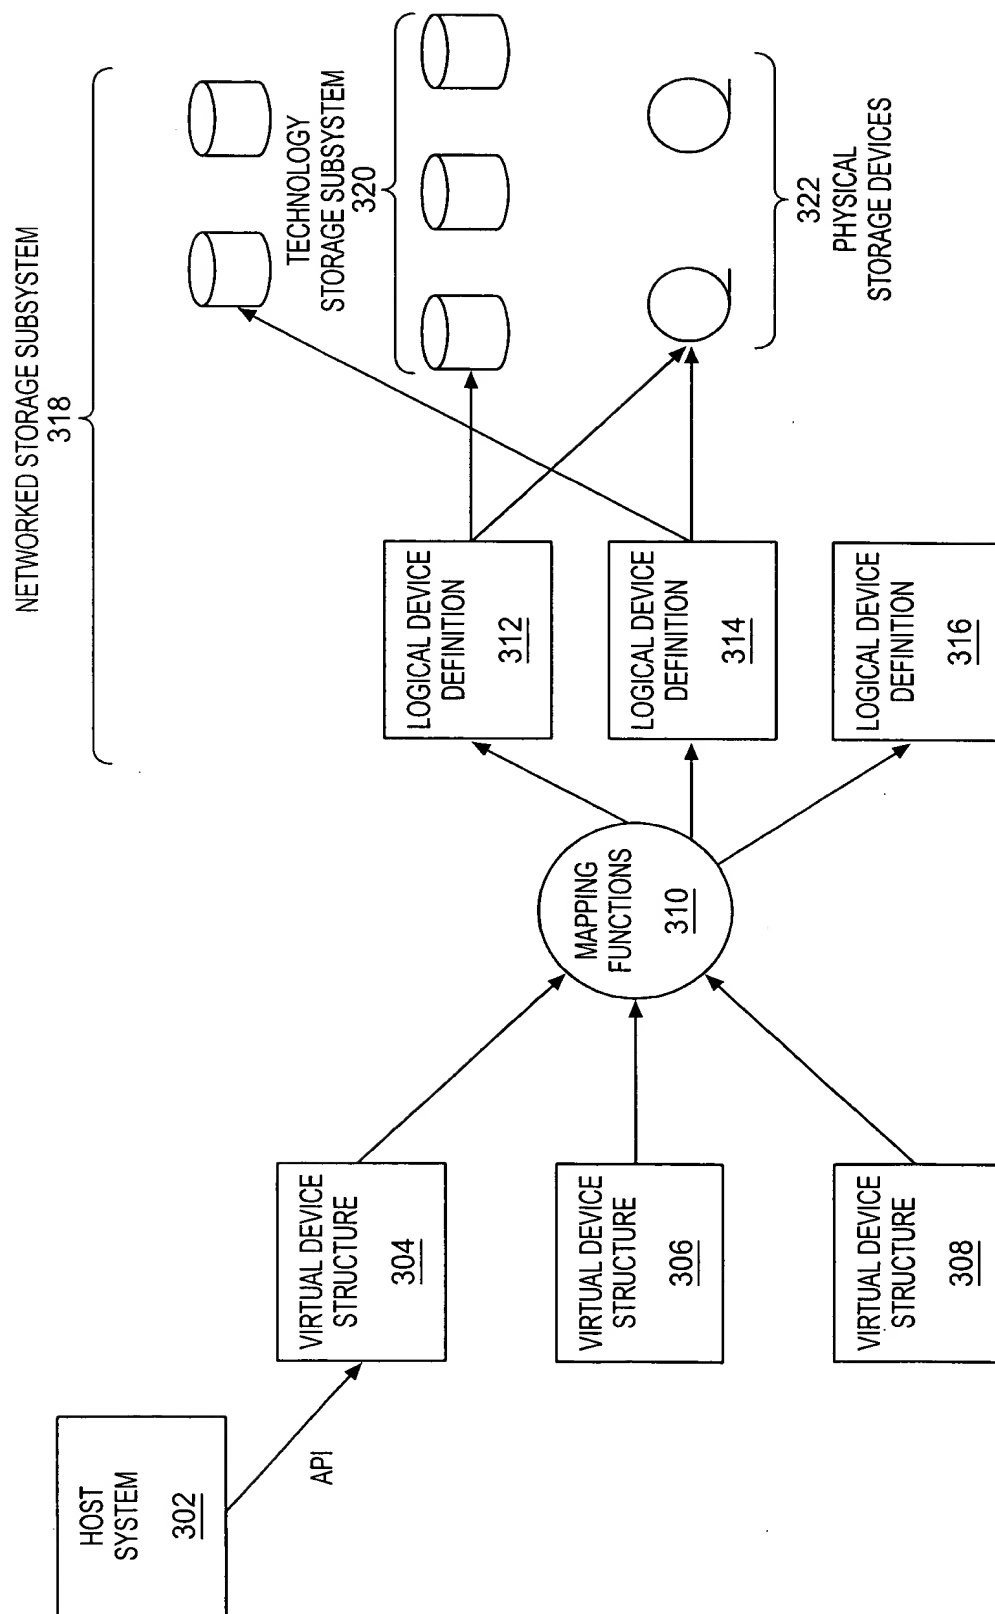 NETWORKED STORAGE SUBSYSTEM
318
TECHNOLOGY
STORAGE SUBSYSTEM
320
322
PHYSICAL
STORAGE DEVICES
HOST
SYSTEM
302
API
VIRTUAL DEVICE
STRUCTURE
304
VIRTUAL DEVICE
STRUCTURE
306
VIRTUAL DEVICE
STRUCTURE
308
MAPPING
FUNCTIONS
310
LOGICAL DEVICE
DEFINITION
312
LOGICAL DEVICE
DEFINITION
314
LOGICAL DEVICE
DEFINITION
316